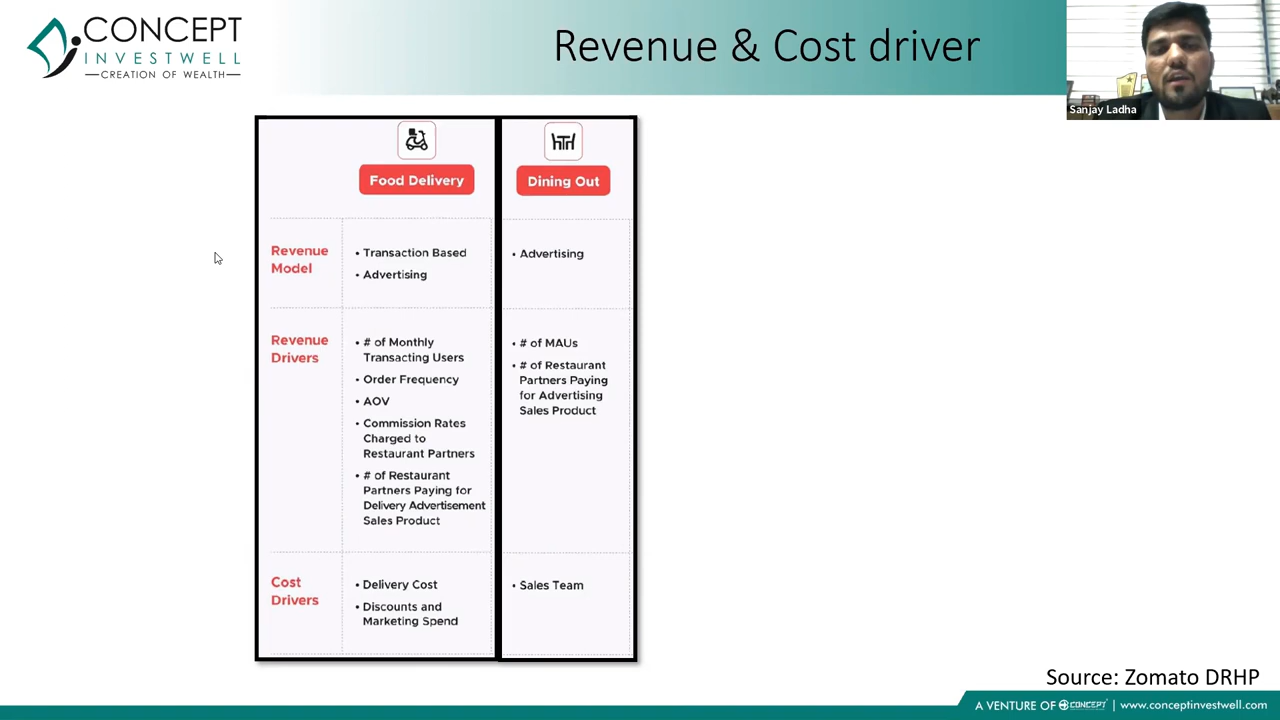 CONCEPT
INVESTWELL
CREATION OF WEALTH
Revenue & Cost driver
Sanjay Ladha
Food Delivery
Dining Out
Revenue
Model
• Transaction Based
• Advertising
• Advertising
Revenue
Drivers
• # of Monthly
Transacting Users
• Order Frequency
• AOV
• Commission Rates
Charged to
Restaurant Partners
• # of Restaurant
Partners Paying for
Delivery Advertisement
Sales Product
• # of MAUs
• # of Restaurant
Partners Paying
for Advertising
Sales Product
Cost
Drivers
• Delivery Cost
• Discounts and
Marketing Spend
• Sales Team
Source: Zomato DRHP
A VENTURE OF CONCEPT | www.conceptinvestwell.com